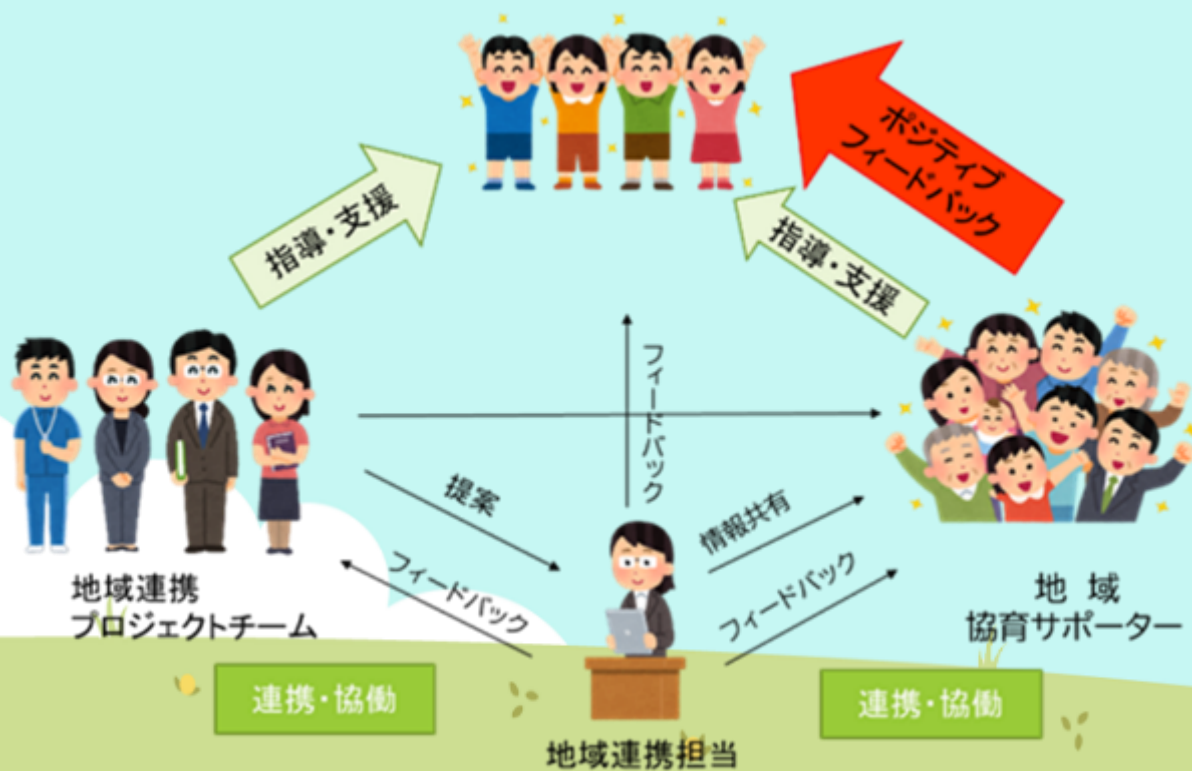 ポジティブ
フィードバック
指導・支援
指導・支援
フィードバック
提案
情報共有
フィードバック
フィードバック
地域連携
プロジェクトチーム
地 域
協育サポーター
連携・協働
連携・協働
地域連携担当